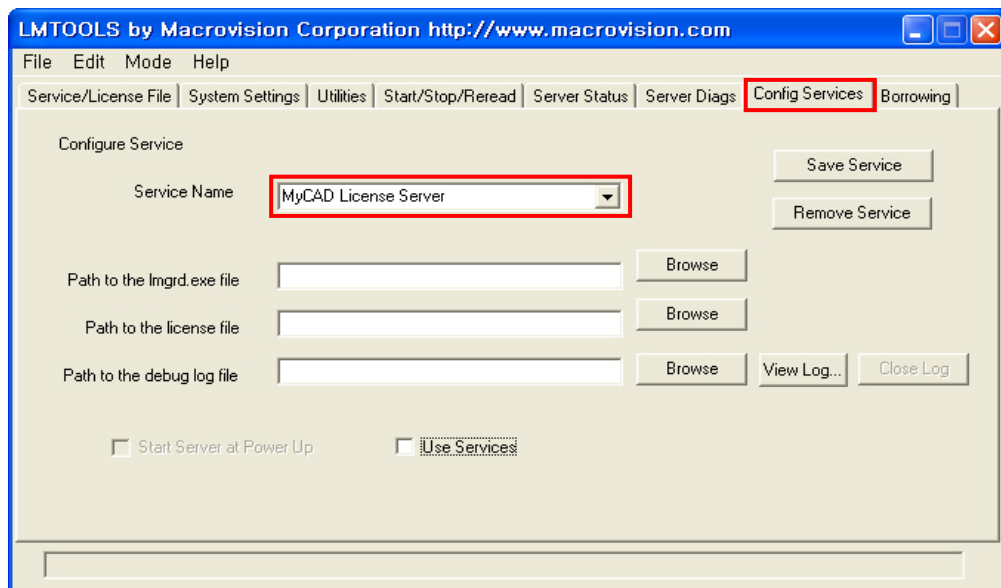 LMTOOLS by Macrovision Corporation http://www.macrovision.com
File Edit Mode Help
Service/License File System Settings Utilities Start/Stop/Reread Server Status Server Diags Config Services Borrowing
Configure Service
Save Service
Service Name MyCAD License Server
Remove Service
Path to the lmgrd.exe file Browse
Path to the license file Browse
Path to the debug log file Browse View Log... Close Log
Start Server at Power Up Use Services